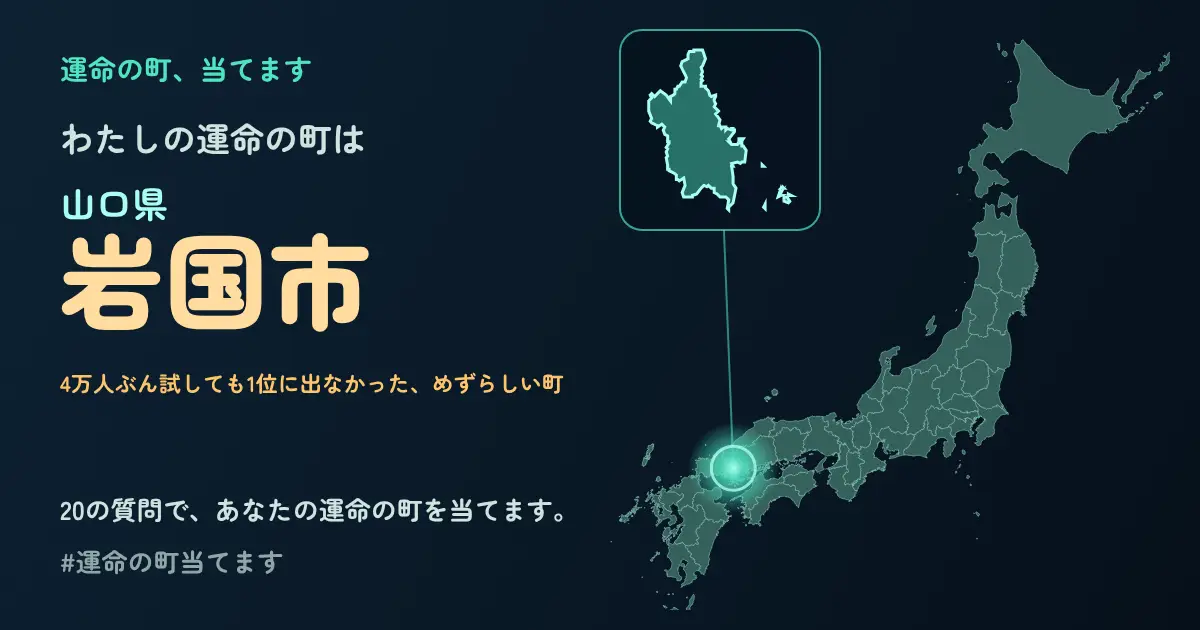 運命の町、当てます
わたしの運命の町は
山口県
岩国市
4万人ぶん試しても1位に出なかった、めずらしい町
20の質問で、あなたの運命の町を当てます。
#運命の町当てます